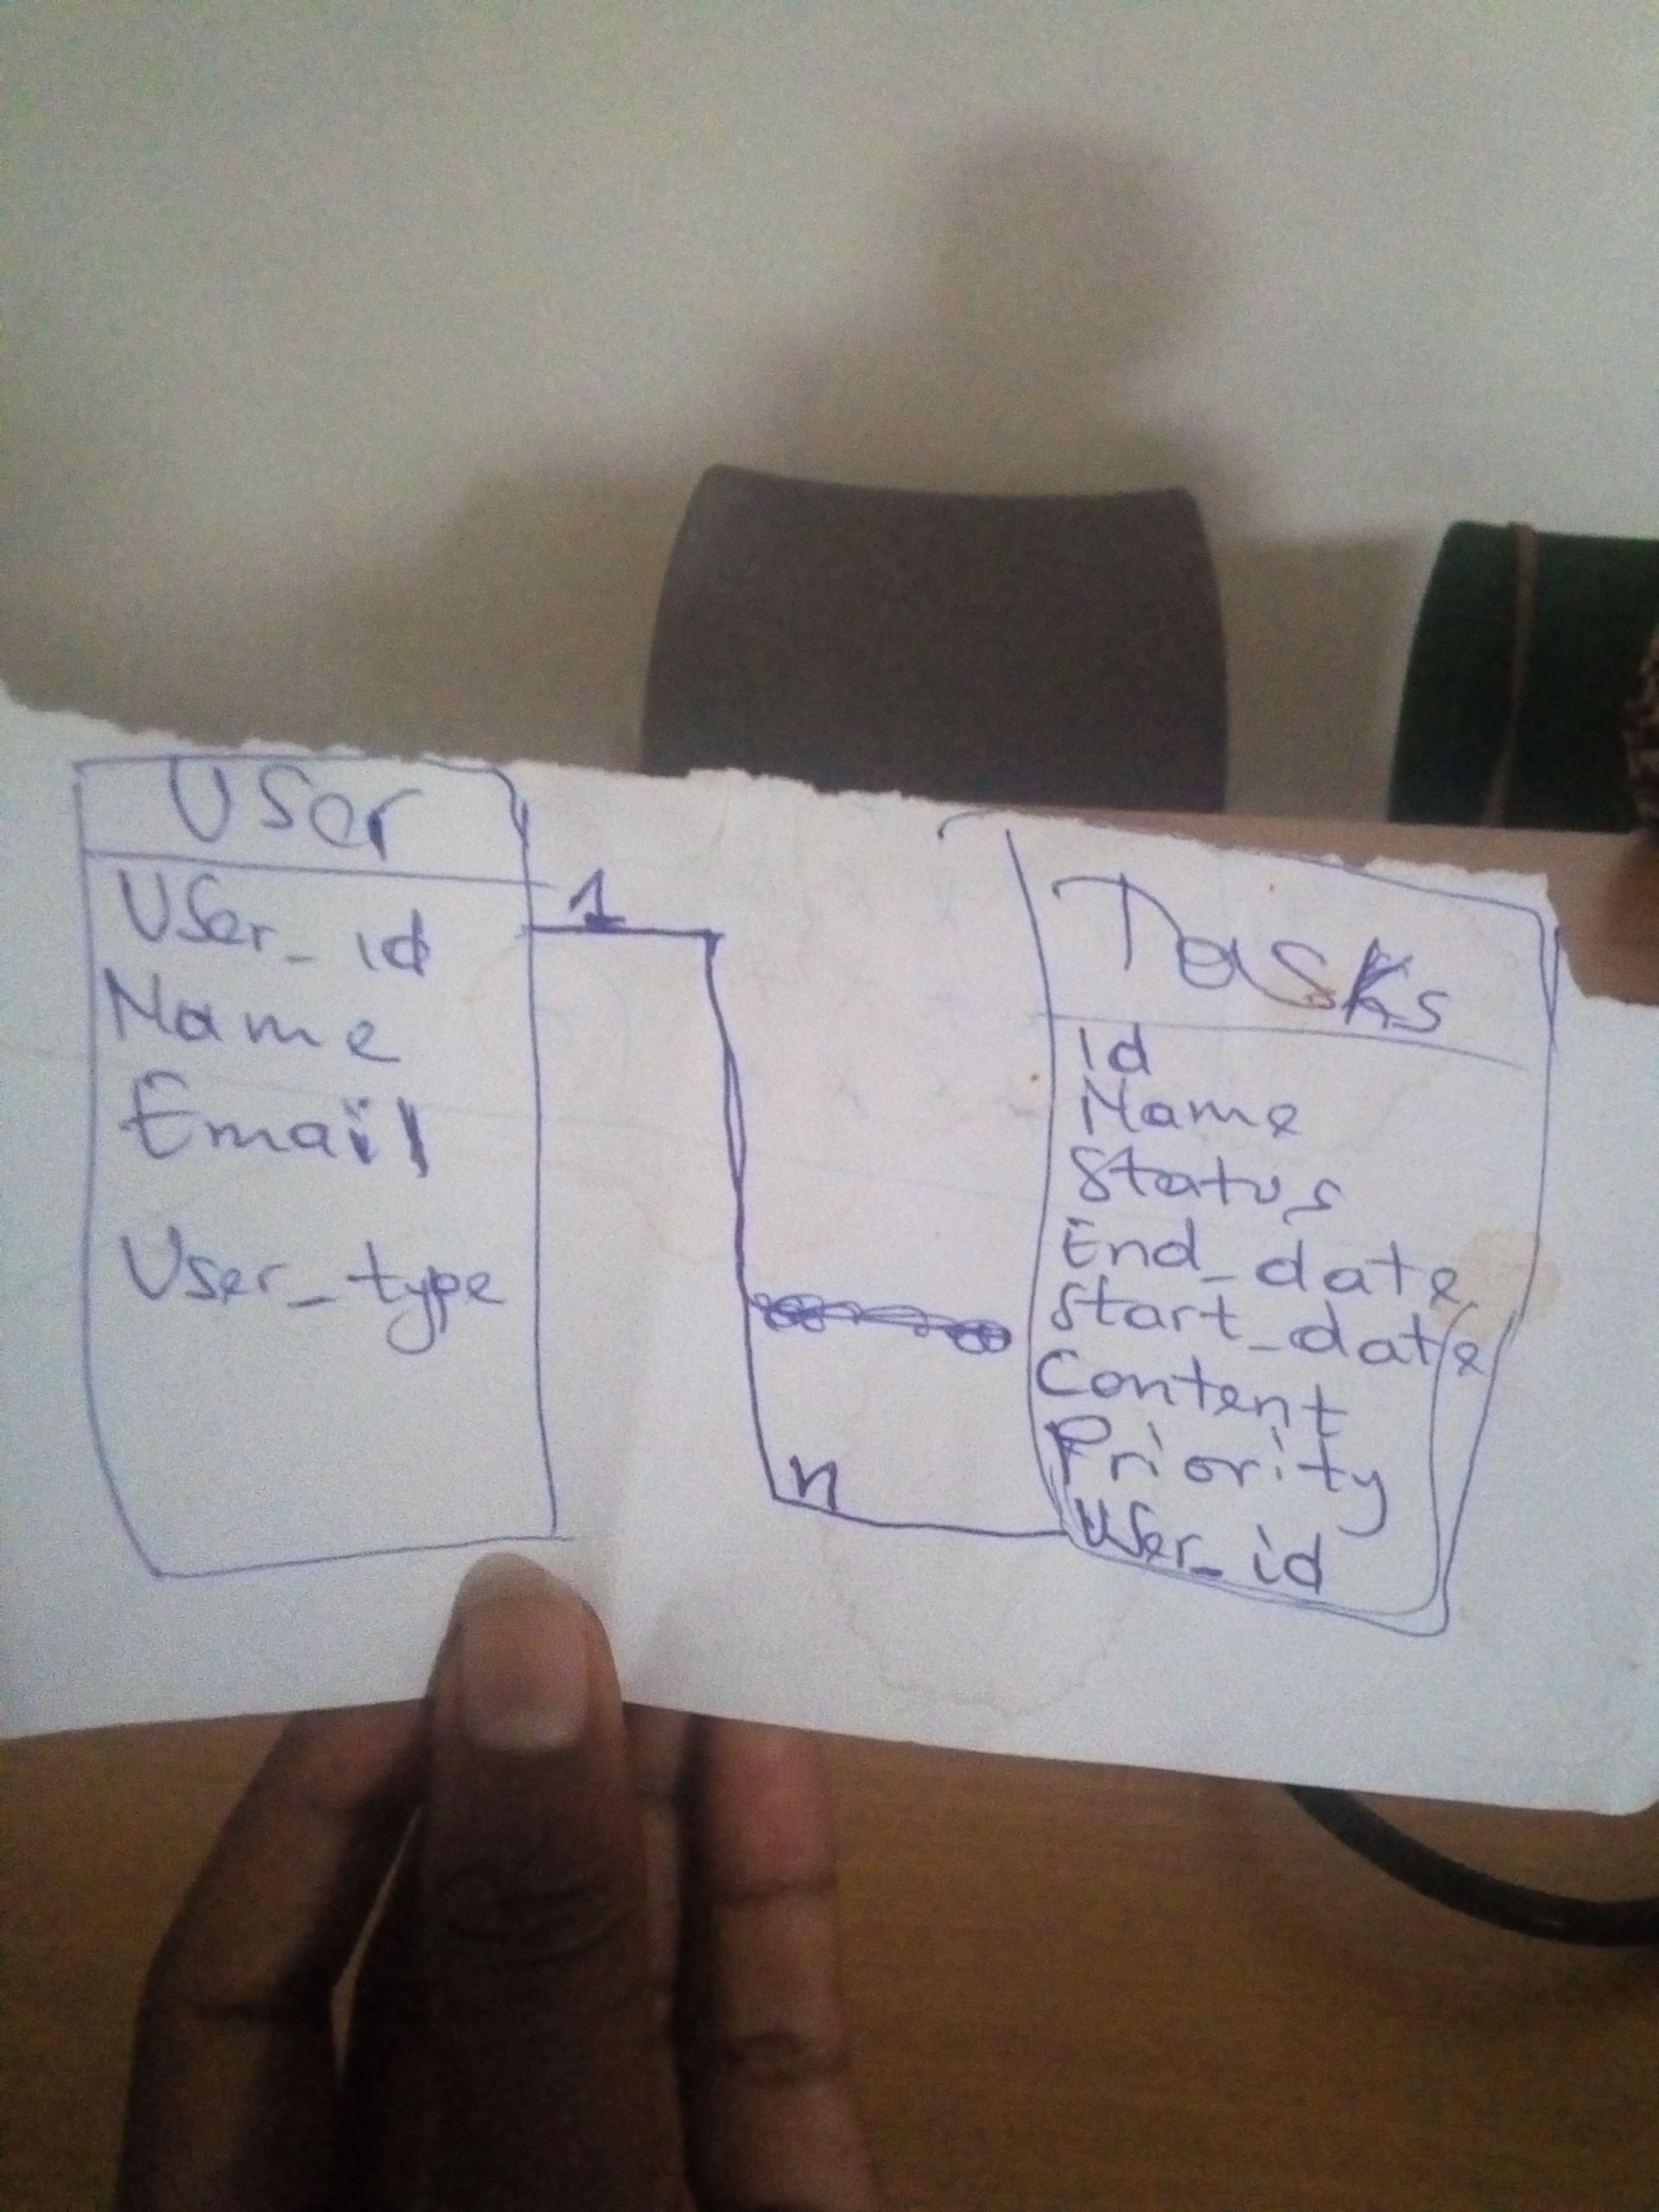 User
User_id
Name
Email
User_type
1
n
Tasks
id
Name
Status
End_date
Start_date
Content
Priority
User_id